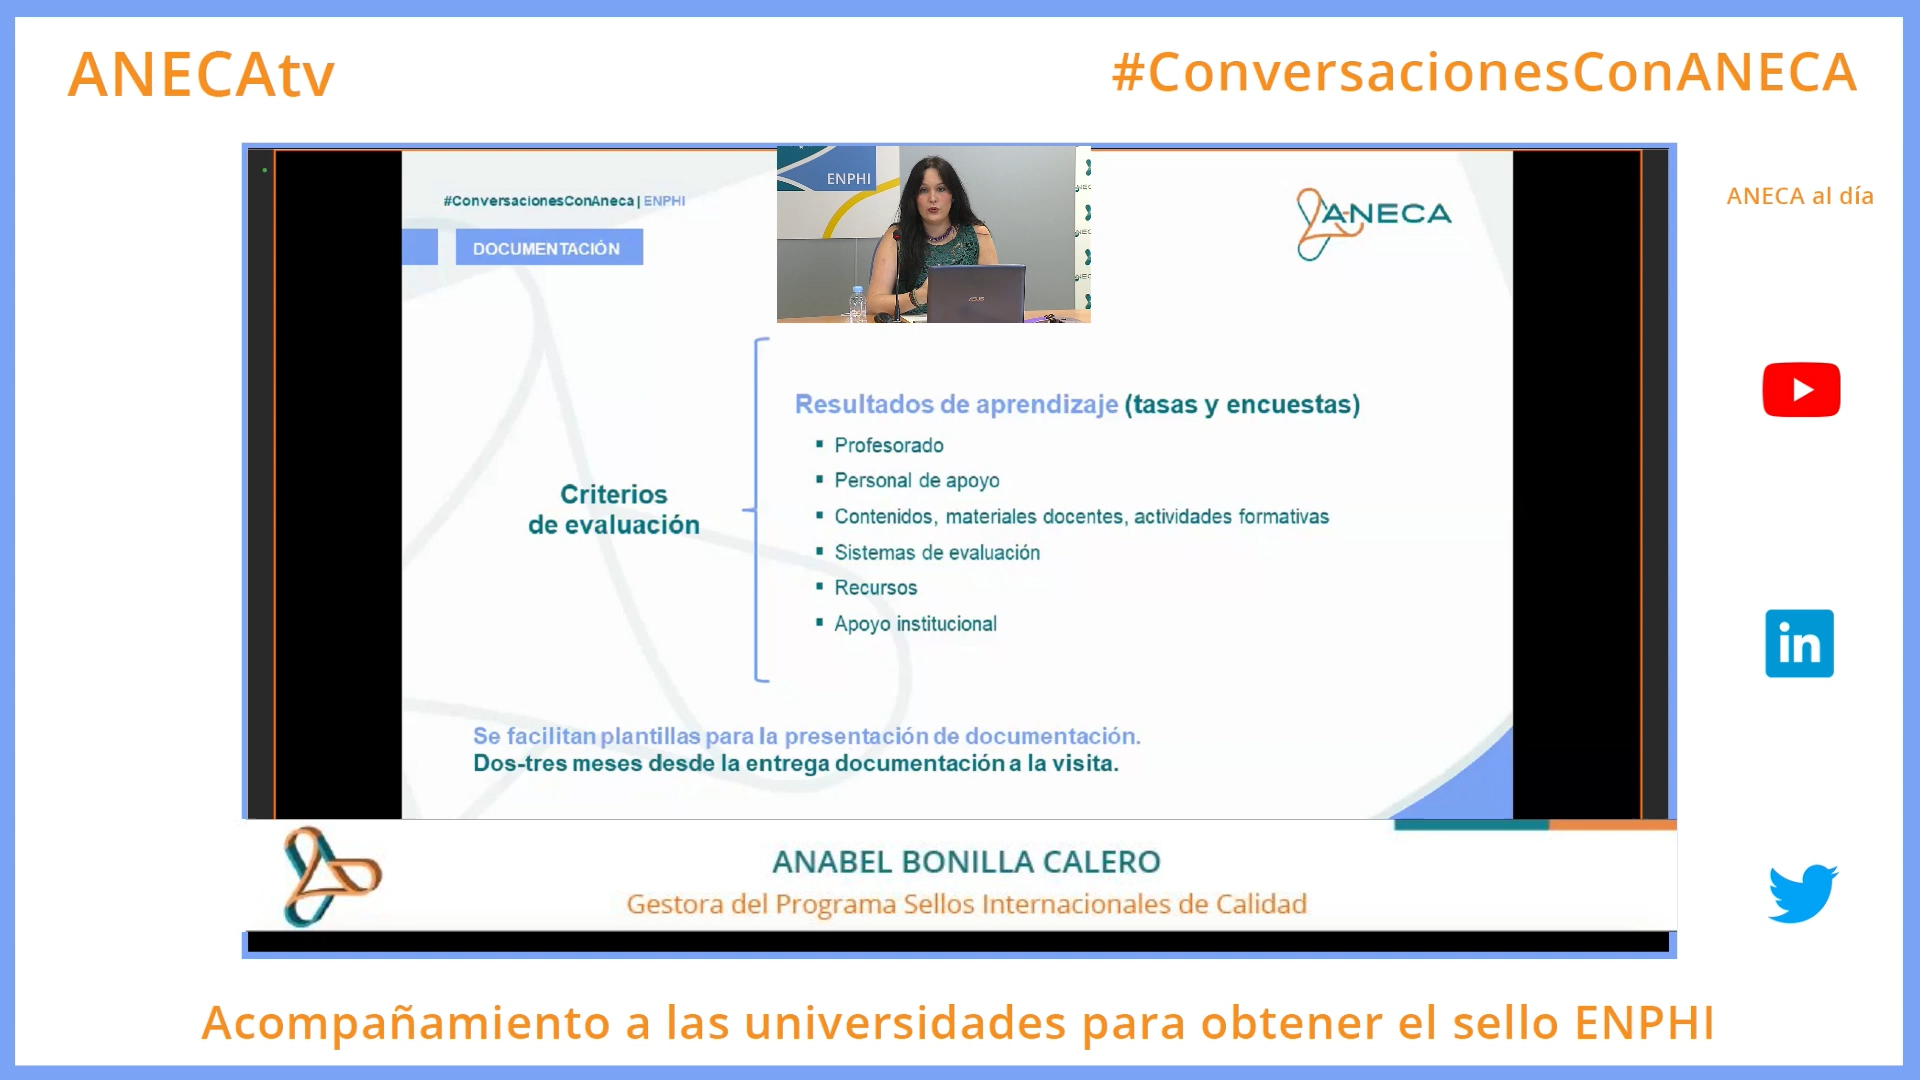 ANECAtv
#ConversacionesConANECA
ANECA al día
ENPHI
#ConversacionesConAneca | ENPHI
ANECA
DOCUMENTACIÓN
ASUS
Criterios
de evaluación
Resultados de aprendizaje (tasas y encuestas)
▪ Profesorado
▪ Personal de apoyo
▪ Contenidos, materiales docentes, actividades formativas
▪ Sistemas de evaluación
▪ Recursos
▪ Apoyo institucional
Se facilitan plantillas para la presentación de documentación.
Dos-tres meses desde la entrega documentación a la visita.
in
ANABEL BONILLA CALERO
Gestora del Programa Sellos Internacionales de Calidad
Acompañamiento a las universidades para obtener el sello ENPHI